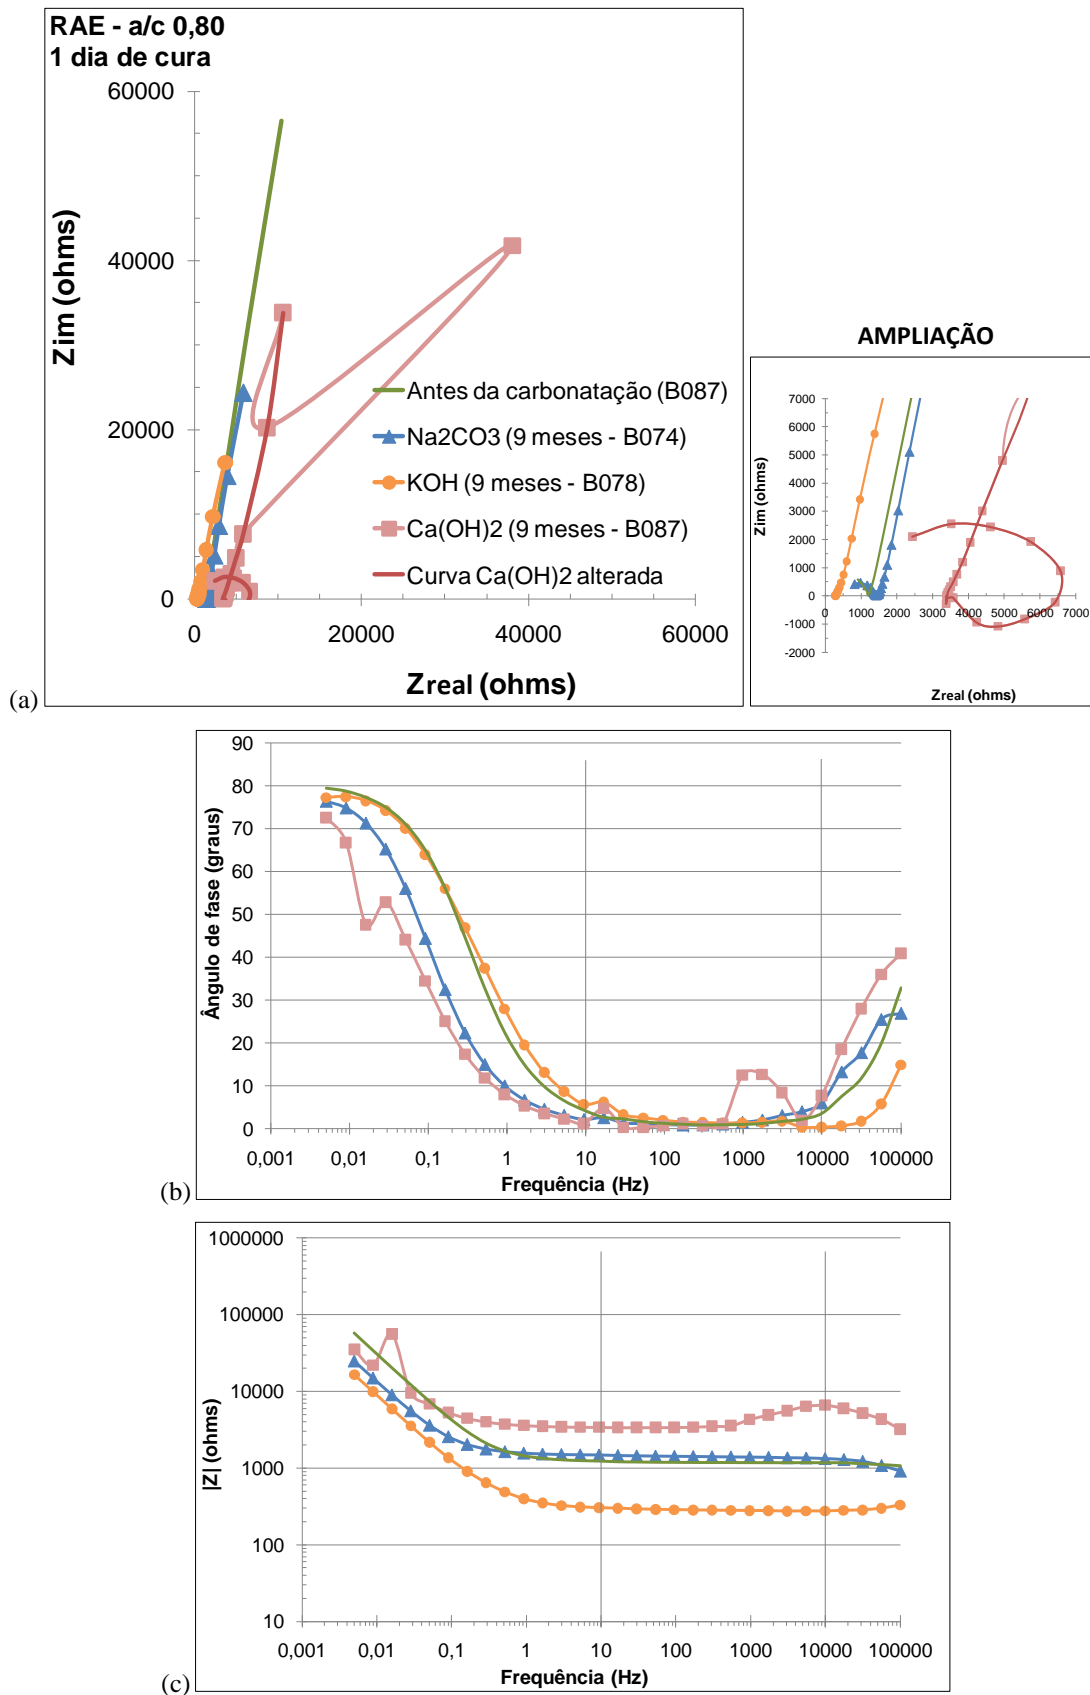 RAE - a/c 0,80
1 dia de cura
60000
40000
20000
0
Zim (ohms)
0
20000
40000
60000
Zreal (ohms)
Antes da carbonatação (B087)
Na2CO3 (9 meses - B074)
KOH (9 meses - B078)
Ca(OH)2 (9 meses - B087)
Curva Ca(OH)2 alterada
(a)
AMPLIAÇÃO
7000
6000
5000
4000
3000
2000
1000
0
-1000
-2000
Zim (ohms)
0 1000 2000 3000 4000 5000 6000 7000
Zreal (ohms)
90
80
70
60
50
40
30
20
10
0
Ângulo de fase (graus)
0,001 0,01 0,1 1 10 100 1000 10000 100000
Frequência (Hz)
(b)
1000000
100000
10000
1000
100
10
|Z| (ohms)
0,001 0,01 0,1 1 10 100 1000 10000 100000
Frequência (Hz)
(c)